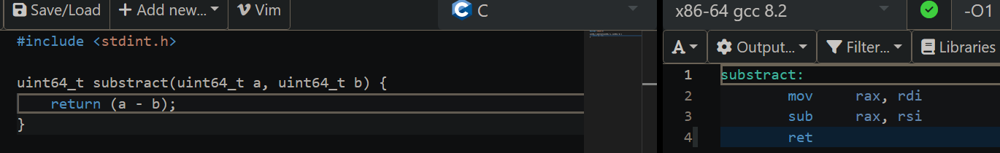 Save/Load + Add new... Vim
C
#include <stdint.h>
uint64_t substract(uint64_t a, uint64_t b) {
    return (a - b);
}
x86-64 gcc 8.2 -O1
A Output... Filter... Libraries
1 substract:
2         mov     rax, rdi
3         sub     rax, rsi
4         ret